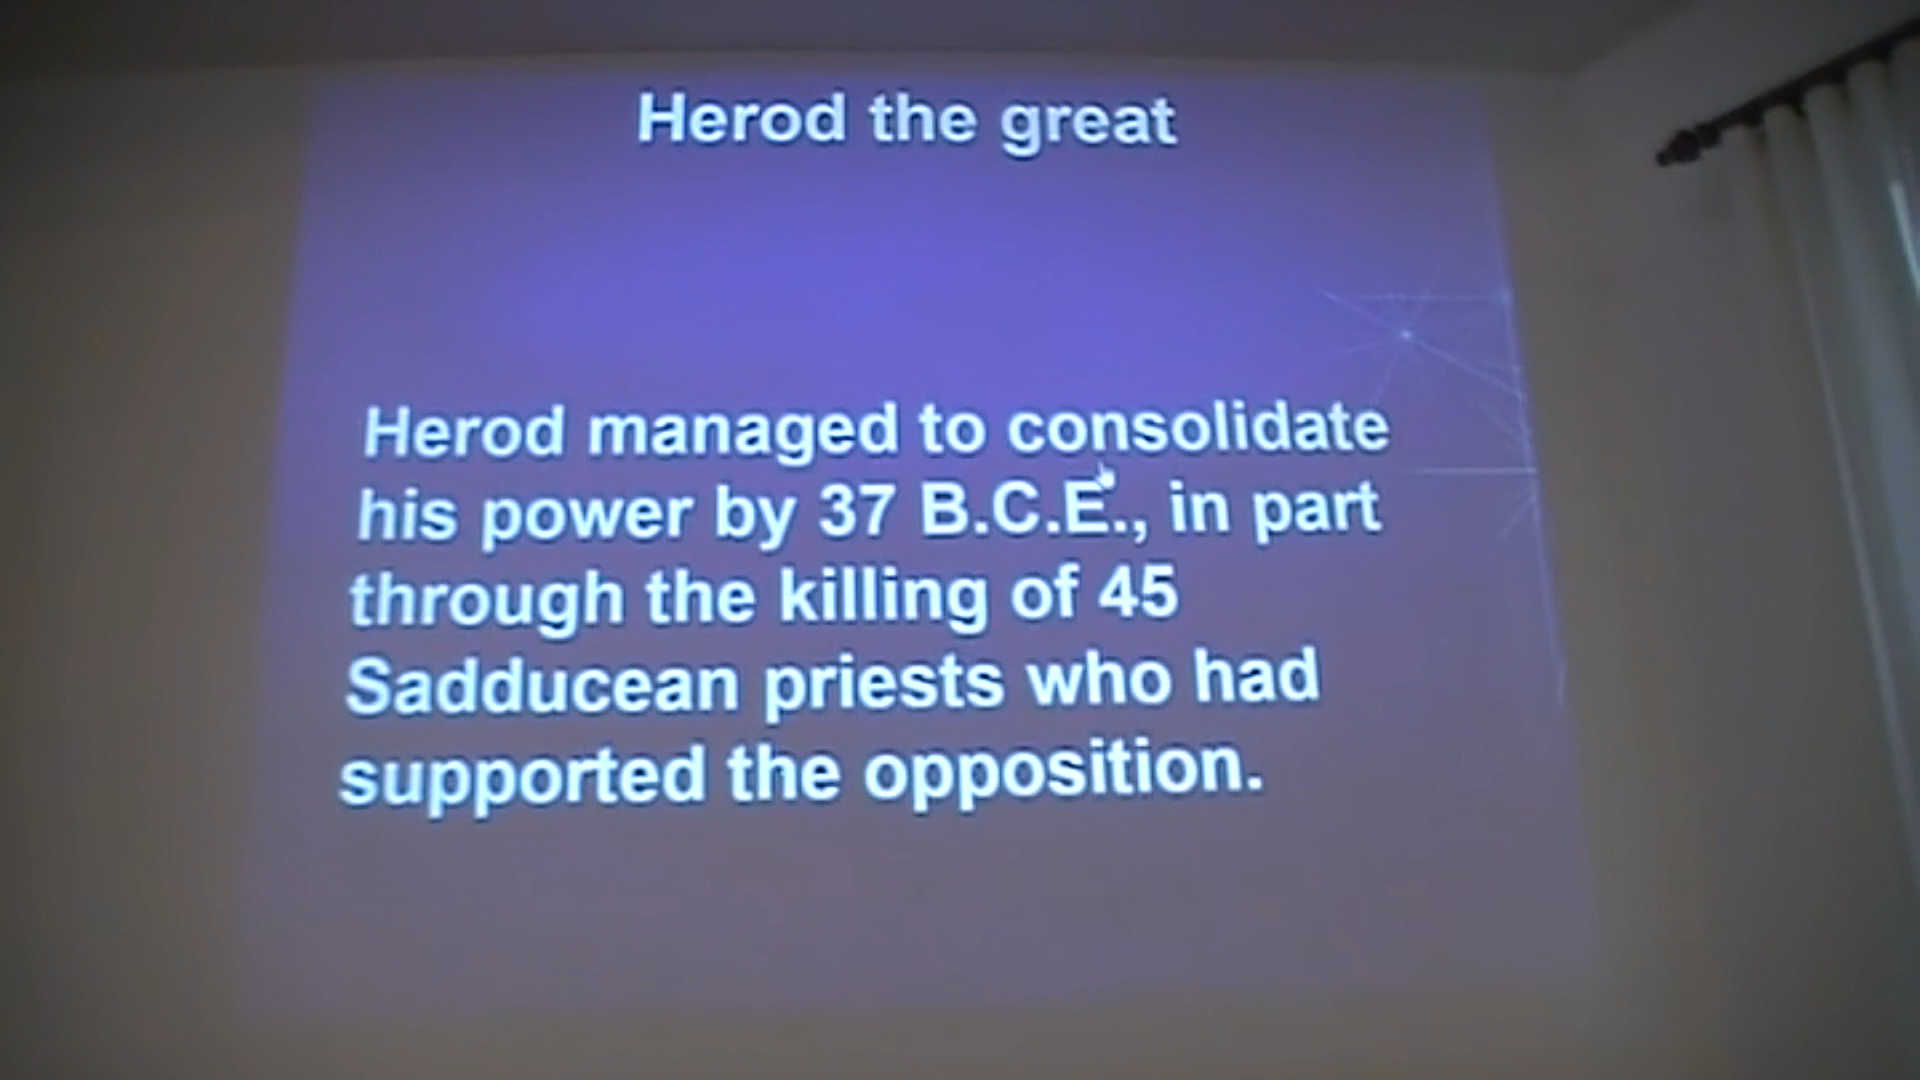 Herod the great
Herod managed to consolidate
his power by 37 B.C.E., in part
through the killing of 45
Sadducean priests who had
supported the opposition.